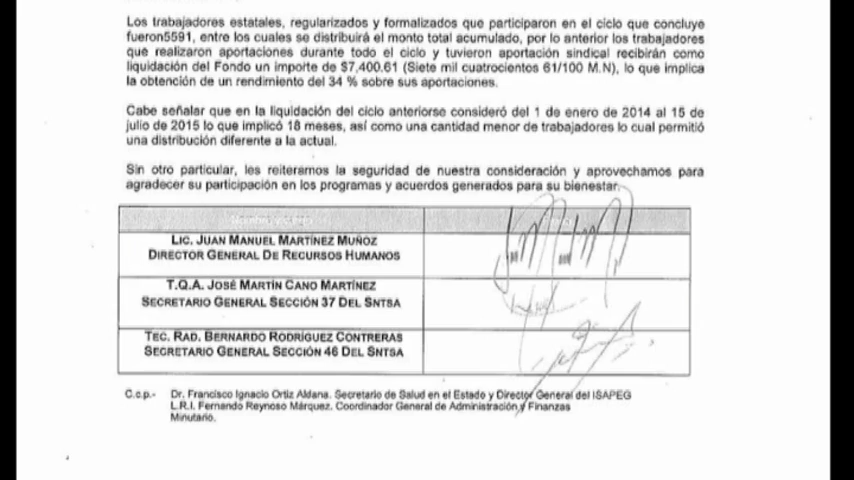 Los trabajadores estatales, regularizados y formalizados que participaron en el ciclo que concluye
fueron5591, entre los cuales se distribuirá el monto total acumulado, por lo anterior los trabajadores
que realizaron aportaciones durante todo el ciclo y tuvieron aportación sindical recibirán como
liquidación del Fondo un importe de $7,400.61 (Siete mil cuatrocientos 61/100 M.N), lo que implica
la obtención de un rendimiento del 34 % sobre sus aportaciones.
Cabe señalar que en la liquidación del ciclo anteriorse consideró del 1 de enero de 2014 al 15 de
julio de 2015 lo que implicó 18 meses, así como una cantidad menor de trabajadores lo cual permitió
una distribución diferente a la actual.
Sin otro particular, les reiteramos la seguridad de nuestra consideración y aprovechamos para
agradecer su participación en los programas y acuerdos generados para su bienestar.
LIC. JUAN MANUEL MARTÍNEZ MUÑOZ
DIRECTOR GENERAL DE RECURSOS HUMANOS
T.Q.A. JOSÉ MARTÍN CANO MARTÍNEZ
SECRETARIO GENERAL SECCIÓN 37 DEL SNTSA
TEC. RAD. BERNARDO RODRÍGUEZ CONTRERAS
SECRETARIO GENERAL SECCIÓN 46 DEL SNTSA
C.c.p.- Dr. Francisco Ignacio Ortiz Aldana. Secretario de Salud en el Estado y Director General del ISAPEG
L.R.I. Fernando Reynoso Márquez. Coordinador General de Administración y Finanzas
Minutario.